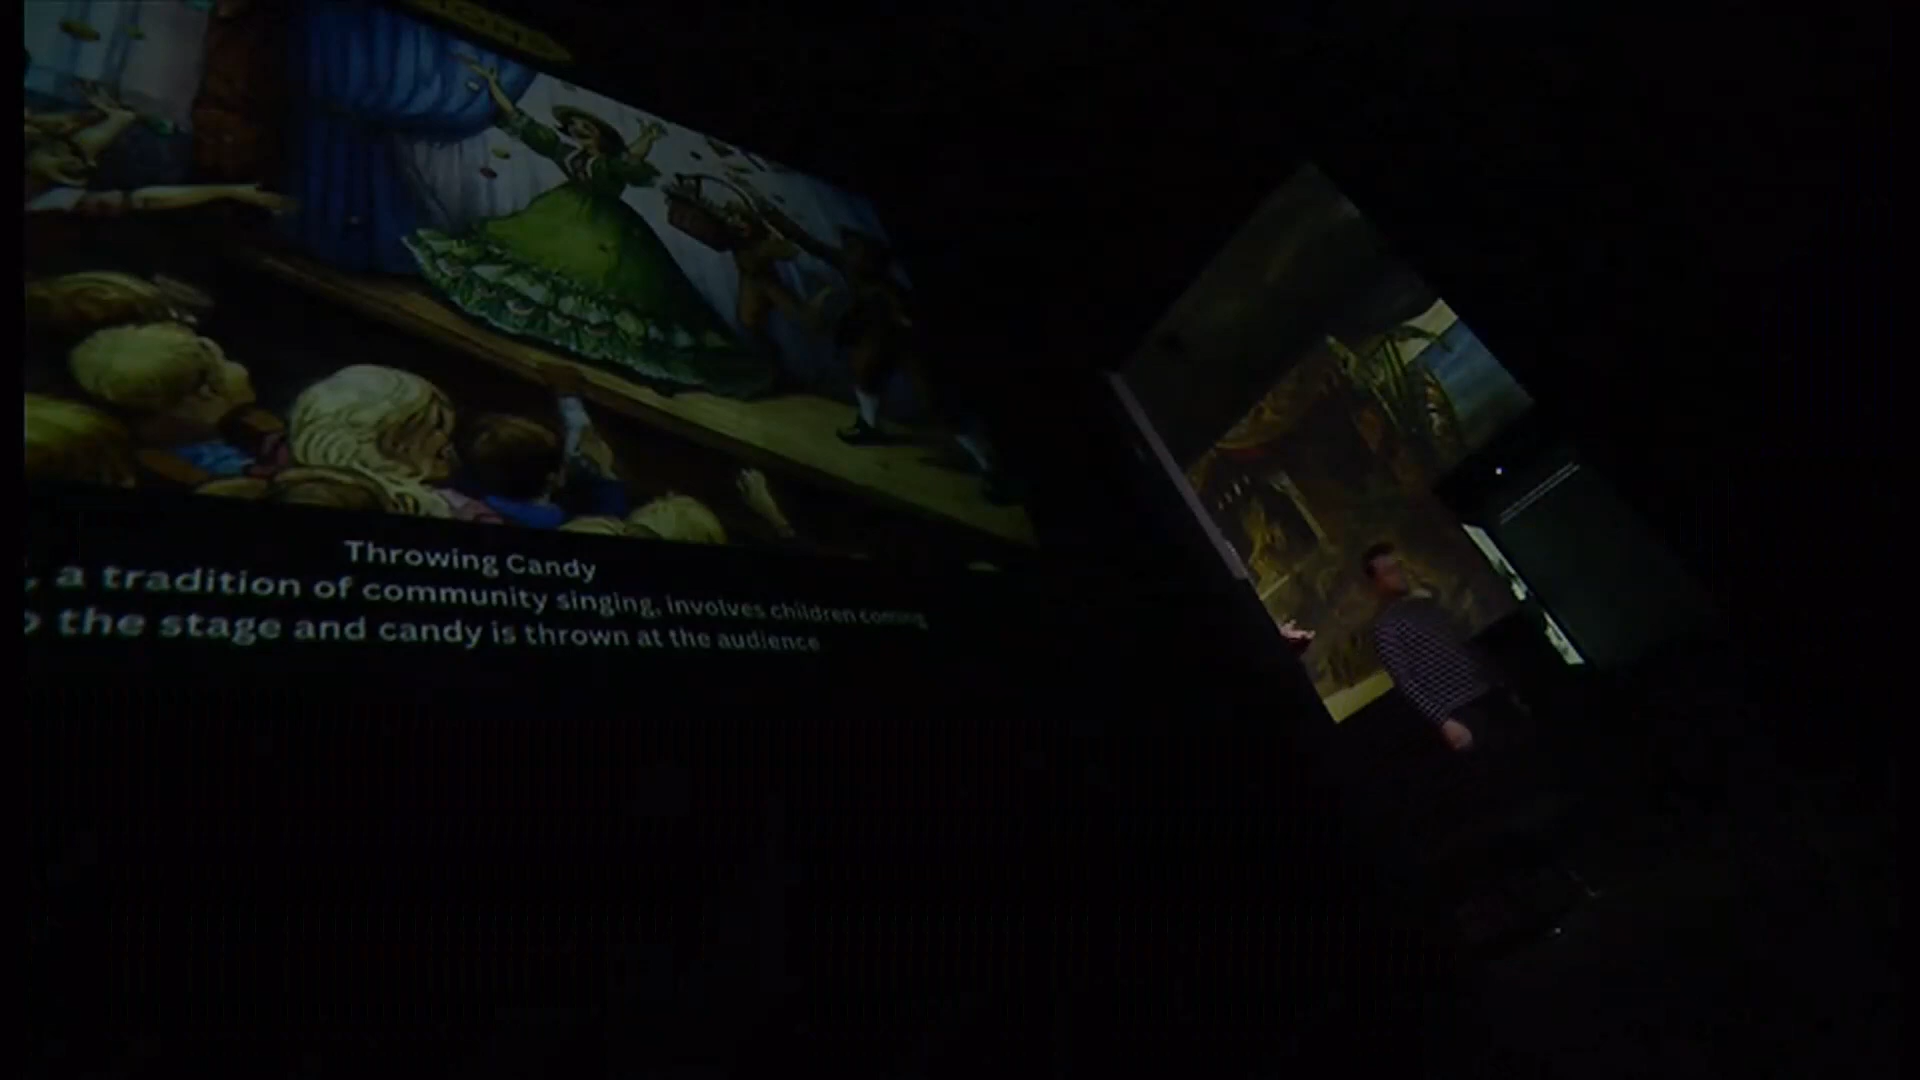 Throwing Candy
, a tradition of community singing, involves children coming
the stage and candy is thrown at the audience